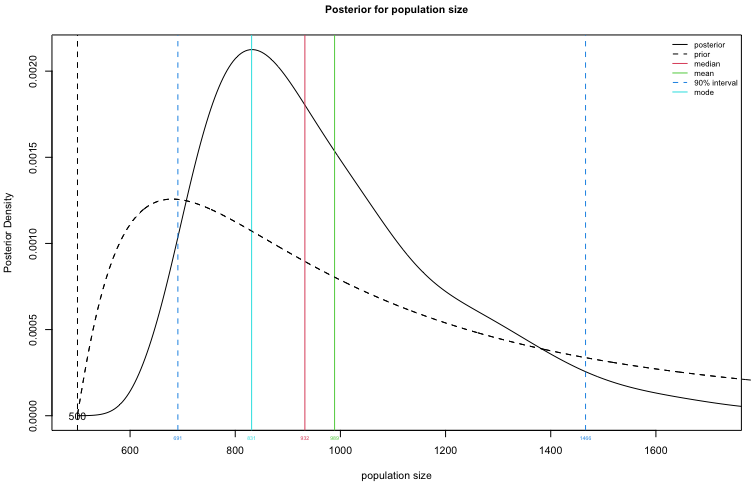 Posterior for population size
posterior
prior
median
mean
90% interval
mode
Posterior Density
0.0020
0.0015
0.0010
0.0005
0.0000
500
691
831
932
989
1466
600
800
1000
1200
1400
1600
population size